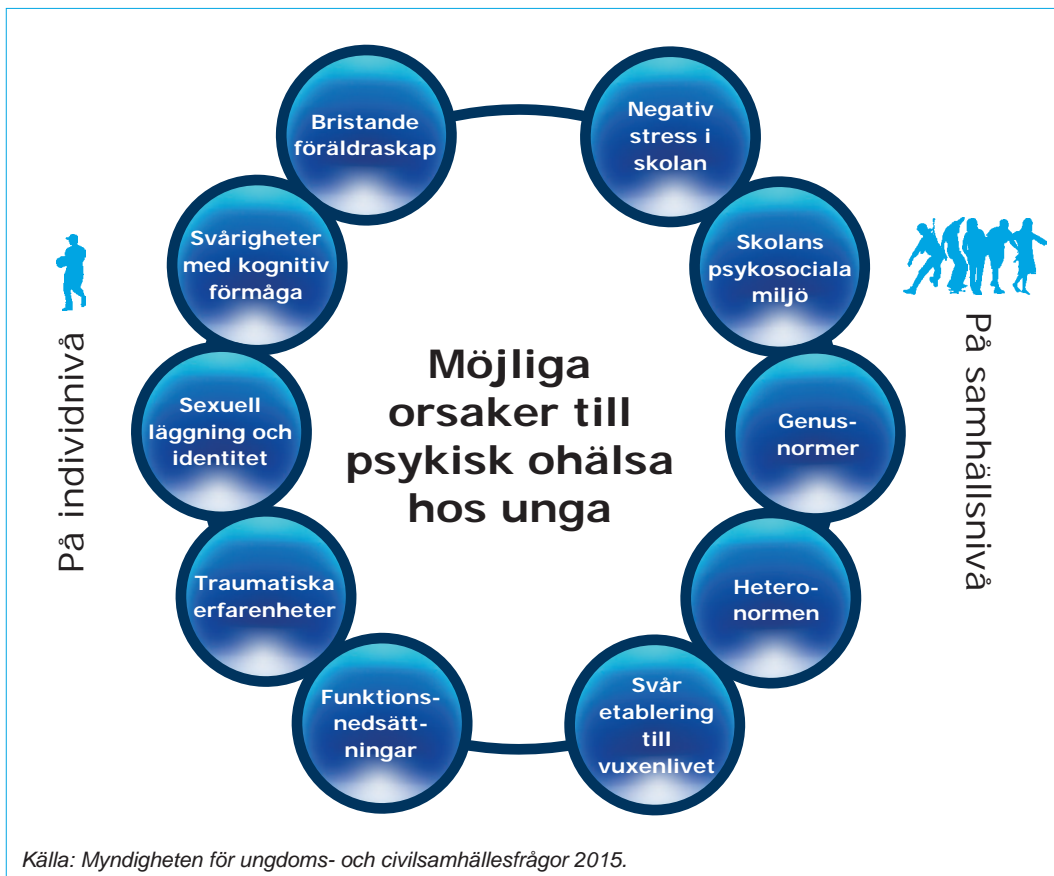 Möjliga
orsaker till
psykisk ohälsa
hos unga
På individnivå
Bristande
föräldraskap
Svårigheter
med kognitiv
förmåga
Sexuell
läggning och
identitet
Traumatiska
erfarenheter
Funktions-
nedsätt-
ningar
På samhällsnivå
Negativ
stress i
skolan
Skolans
psykosociala
miljö
Genus-
normer
Hetero-
normen
Svår
etablering
till
vuxenlivet
Källa: Myndigheten för ungdoms- och civilsamhällesfrågor 2015.